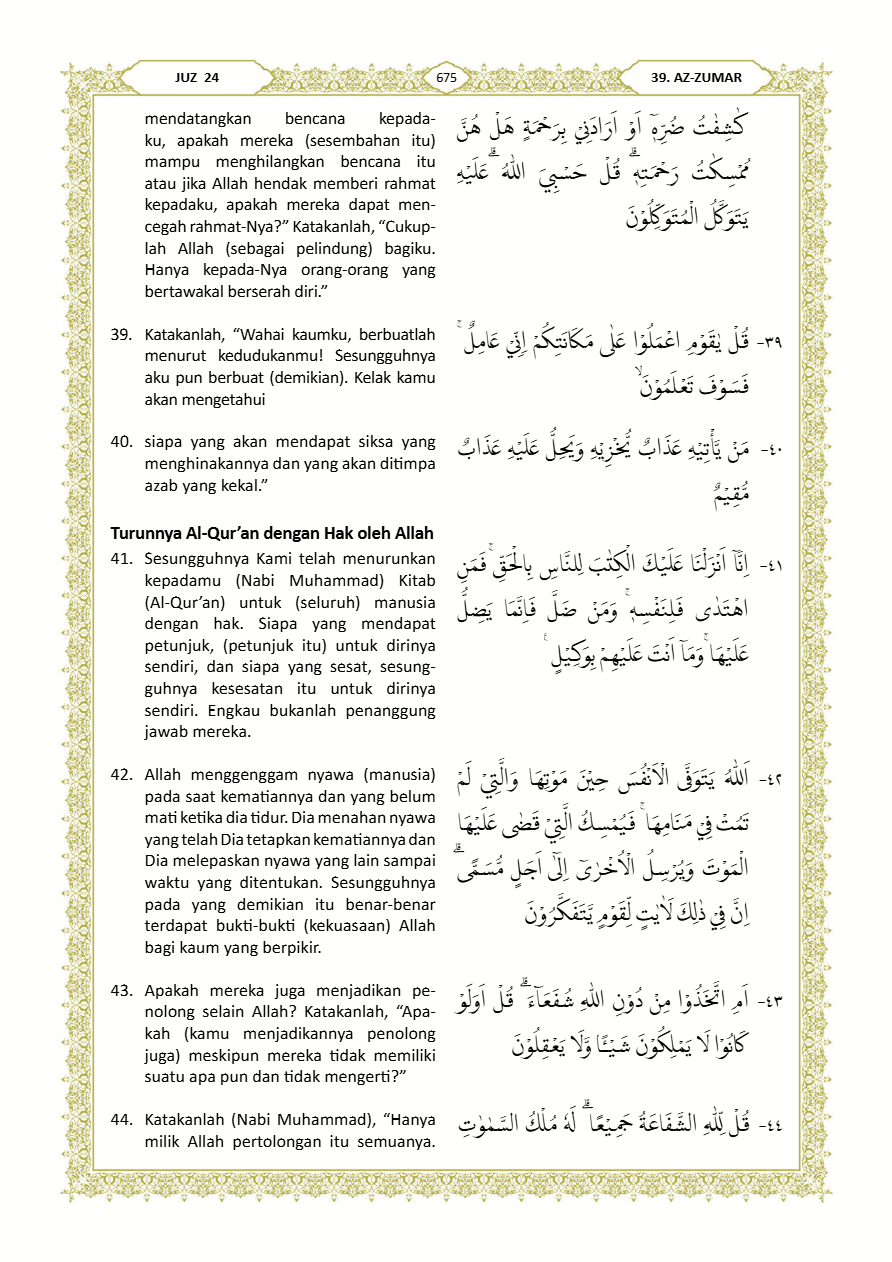 JUZ 24
675
39. AZ-ZUMAR
mendatangkan bencana kepada-
ku, apakah mereka (sesembahan itu)
mampu menghilangkan bencana itu
atau jika Allah hendak memberi rahmat
kepadaku, apakah mereka dapat men-
cegah rahmat-Nya?” Katakanlah, “Cukup-
lah Allah (sebagai pelindung) bagiku.
Hanya kepada-Nya orang-orang yang
bertawakal berserah diri.”
كٰشِفٰتُ ضُرِّهٖٓ اَوْ اَرَادَنِيْ بِرَحْمَةٍ هَلْ هُنَّ
مُمْسِكٰتُ رَحْمَتِهٖۗ قُلْ حَسْبِيَ اللّٰهُ ۗعَلَيْهِ
يَتَوَكَّلُ الْمُتَوَكِّلُوْنَ
39. Katakanlah, “Wahai kaumku, berbuatlah
menurut kedudukanmu! Sesungguhnya
aku pun berbuat (demikian). Kelak kamu
akan mengetahui
٣٩- قُلْ يٰقَوْمِ اعْمَلُوْا عَلٰى مَكَانَتِكُمْ اِنِّيْ عَامِلٌ ۚ
فَسَوْفَ تَعْلَمُوْنَۙ
40. siapa yang akan mendapat siksa yang
menghinakannya dan yang akan ditimpa
azab yang kekal.”
٤٠- مَنْ يَّأْتِيْهِ عَذَابٌ يُّخْزِيْهِ وَيَحِلُّ عَلَيْهِ عَذَابٌ
مُّقِيْمٌ
Turunnya Al-Qur’an dengan Hak oleh Allah
41. Sesungguhnya Kami telah menurunkan
kepadamu (Nabi Muhammad) Kitab
(Al-Qur’an) untuk (seluruh) manusia
dengan hak. Siapa yang mendapat
petunjuk, (petunjuk itu) untuk dirinya
sendiri, dan siapa yang sesat, sesung-
guhnya kesesatan itu untuk dirinya
sendiri. Engkau bukanlah penanggung
jawab mereka.
٤١- اِنَّآ اَنْزَلْنَا عَلَيْكَ الْكِتٰبَ لِلنَّاسِ بِالْحَقِّۚ فَمَنِ
اهْتَدٰى فَلِنَفْسِهٖۚ وَمَنْ ضَلَّ فَاِنَّمَا يَضِلُّ
عَلَيْهَاۚ وَمَآ اَنْتَ عَلَيْهِمْ بِوَكِيْلٍ ࣖ
42. Allah menggenggam nyawa (manusia)
pada saat kematiannya dan yang belum
mati ketika dia tidur. Dia menahan nyawa
yang telah Dia tetapkan kematiannya dan
Dia melepaskan nyawa yang lain sampai
waktu yang ditentukan. Sesungguhnya
pada yang demikian itu benar-benar
terdapat bukti-bukti (kekuasaan) Allah
bagi kaum yang berpikir.
٤٢- اَللّٰهُ يَتَوَفَّى الْاَنْفُسَ حِيْنَ مَوْتِهَا وَالَّتِيْ لَمْ
تَمُتْ فِيْ مَنَامِهَا ۚ فَيُمْسِكُ الَّتِيْ قَضٰى عَلَيْهَا
الْمَوْتَ وَيُرْسِلُ الْاُخْرٰىٓ اِلٰٓى اَجَلٍ مُّسَمًّىۗ
اِنَّ فِيْ ذٰلِكَ لَاٰيٰتٍ لِّقَوْمٍ يَّتَفَكَّرُوْنَ
43. Apakah mereka juga menjadikan pe-
nolong selain Allah? Katakanlah, “Apa-
kah (kamu menjadikannya penolong
juga) meskipun mereka tidak memiliki
suatu apa pun dan tidak mengerti?”
٤٣- اَمِ اتَّخَذُوْا مِنْ دُوْنِ اللّٰهِ شُفَعَاۤءَۗ قُلْ اَوَلَوْ
كَانُوْا لَا يَمْلِكُوْنَ شَيْـًٔا وَّلَا يَعْقِلُوْنَ
44. Katakanlah (Nabi Muhammad), “Hanya
milik Allah pertolongan itu semuanya.
٤٤- قُلْ لِّلّٰهِ الشَّفَاعَةُ جَمِيْعًا ۗ لَهٗ مُلْكُ السَّمٰوٰتِ